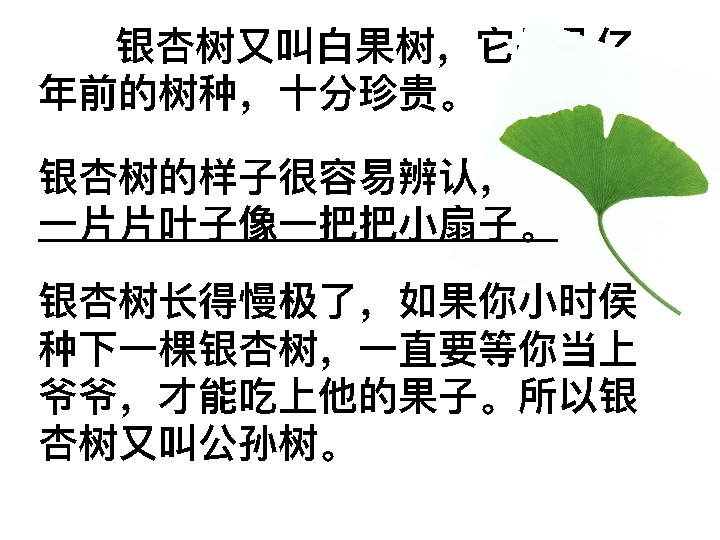 银杏树又叫白果树，它
年前的树种，十分珍贵。
银杏树的样子很容易辨认，
一片片叶子像一把把小扇子。
银杏树长得慢极了，如果你小时侯
种下一棵银杏树，一直要等你当上
爷爷，才能吃上他的果子。所以银
杏树又叫公孙树。